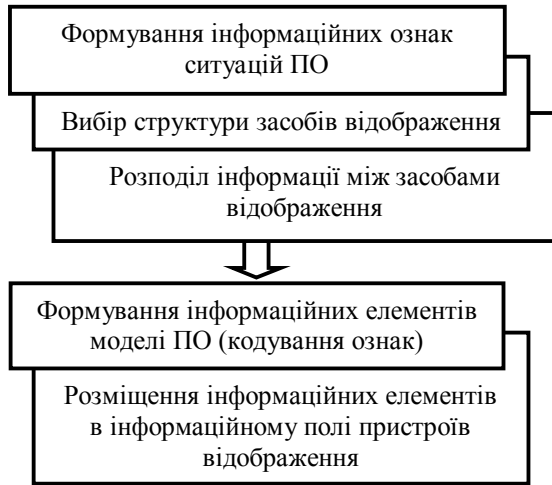 Формування інформаційних ознак
ситуацій ПО
Вибір структури засобів відображення
Розподіл інформації між засобами
відображення
Формування інформаційних елементів
моделі ПО (кодування ознак)
Розміщення інформаційних елементів
в інформаційному полі пристроїв
відображення